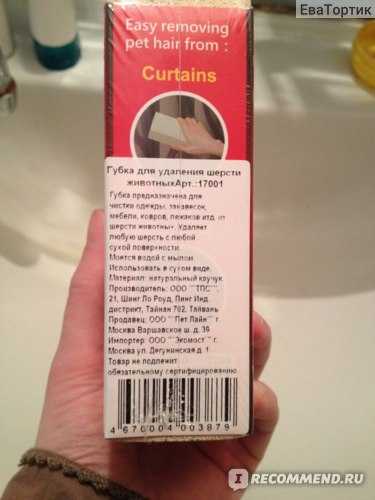 ЕваТортик
Easy removing
pet hair from :
Curtains
Губка для удаления шерсти
животныхАрт.:17001
Губка предназначена для
чистки одежды, занавесок,
мебели, ковров, лежаков итд. от
шерсти животных. Удаляет
любую шерсть с любой
сухой поверхности.
Моется водой с мылом.
Использовать в сухом виде.
Материал: натуральный каучук
Производитель: ООО ""ТПС"",
21, Шинг Ло Роуд, Пинг Инд.
дистрикт, Тайнан 702, Тайвань
Продавец: ООО ""Пет Лайн"" г.
Москва Варшавское ш. д. 39
Импортер: ООО ""Экомост"" г.
Москва ул. Дегунинская д. 1
Товар не подлежит
обязательному сертифицированию
4 670004 003879
I RECOMMEND.RU